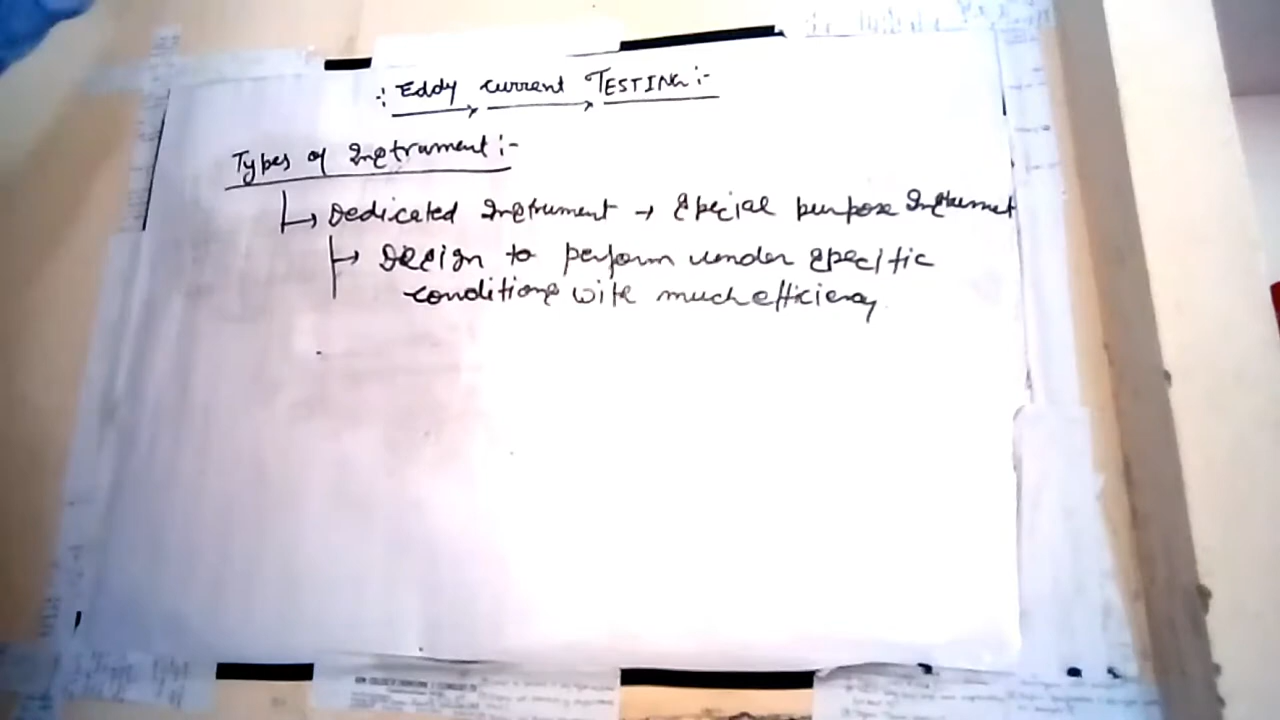 :- Eddy current TESTING :-
Types of Instrument :-
Dedicated Instrument → Special purpose Instrument
Design to perform under specific
conditions with much efficiency.